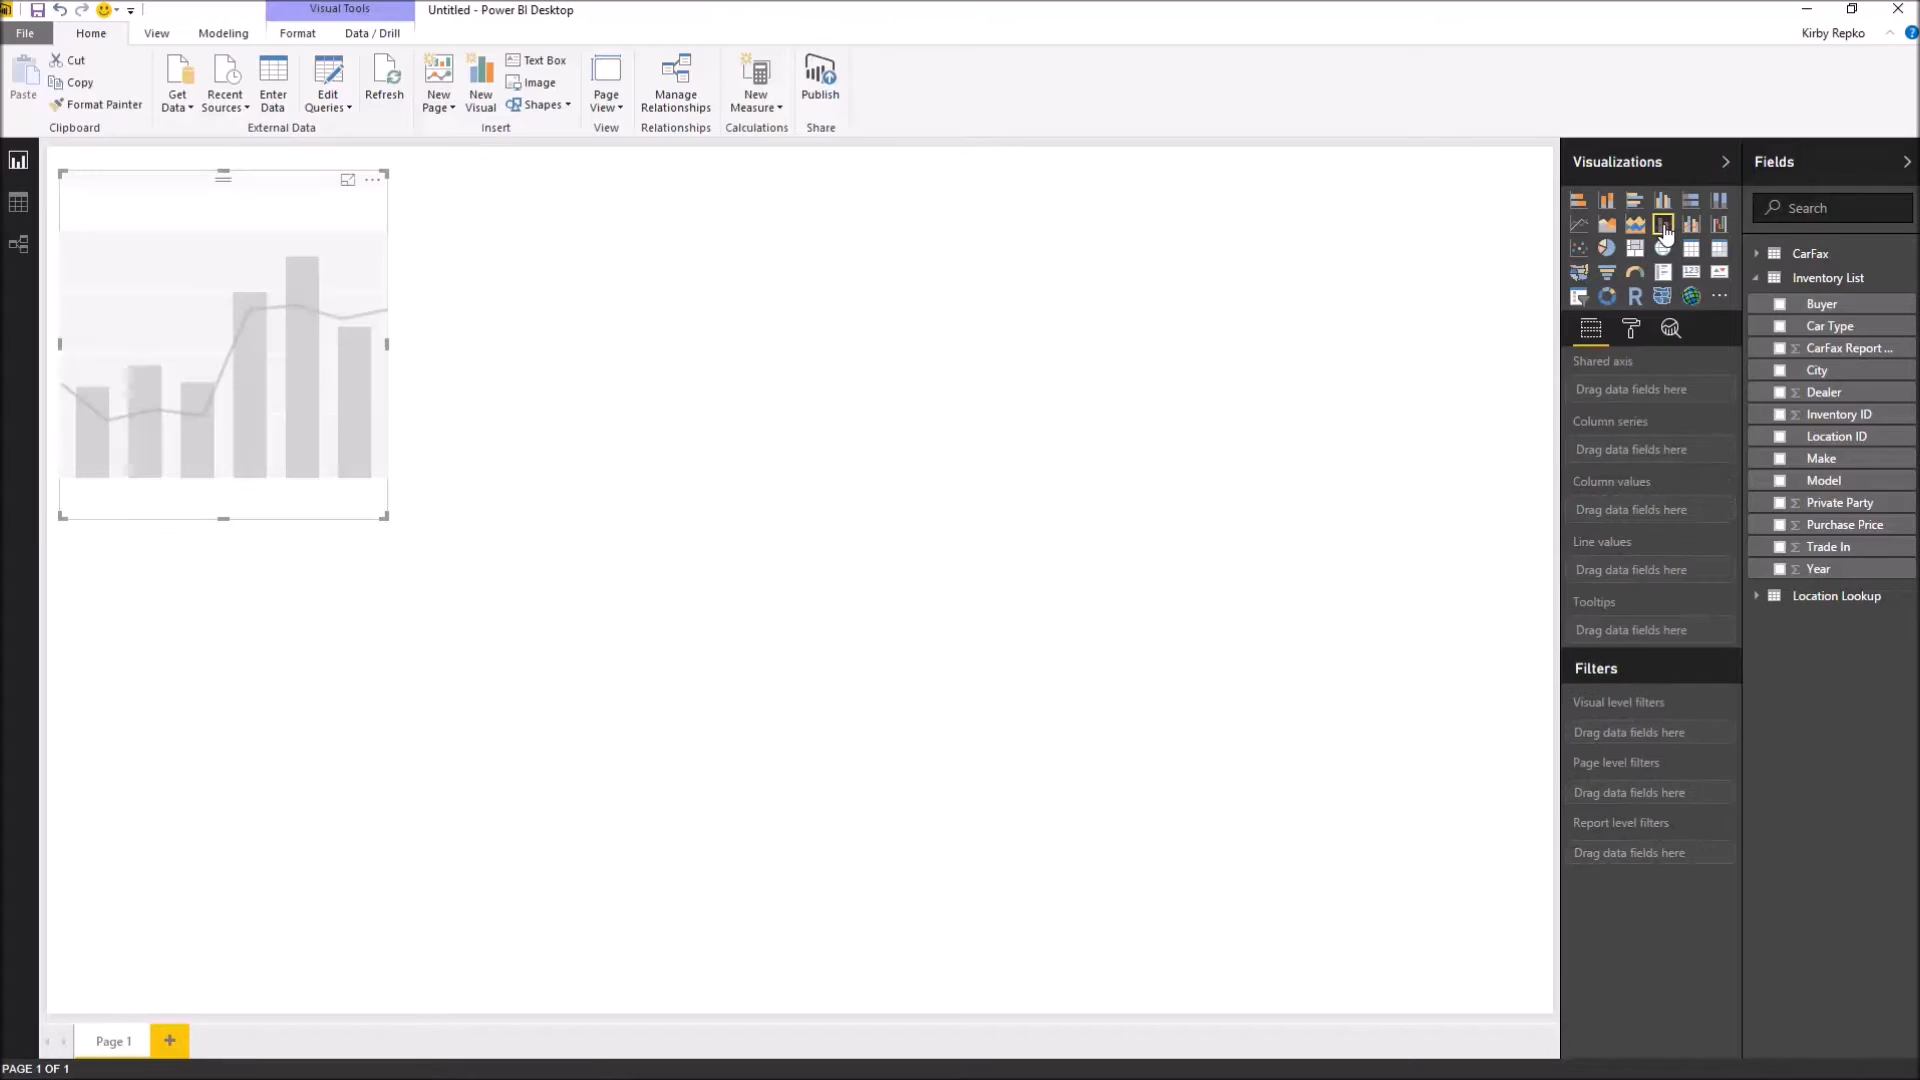 Visual Tools
Untitled - Power BI Desktop
File
Home
View
Modeling
Format
Data / Drill
Kirby Repko
?
Paste
Cut
Copy
Format Painter
Clipboard
Get Data
Recent Sources
Enter Data
Edit Queries
Refresh
External Data
New Page
New Visual
Text Box
Image
Shapes
Insert
Page View
View
Manage Relationships
Relationships
New Measure
Calculations
Publish
Share
Visualizations
R
123
Shared axis
Drag data fields here
Column series
Drag data fields here
Column values
Drag data fields here
Line values
Drag data fields here
Tooltips
Drag data fields here
Filters
Visual level filters
Drag data fields here
Page level filters
Drag data fields here
Report level filters
Drag data fields here
Fields
Search
CarFax
Inventory List
Buyer
Car Type
Σ CarFax Report ...
City
Σ Dealer
Σ Inventory ID
Location ID
Make
Model
Σ Private Party
Σ Purchase Price
Σ Trade In
Σ Year
Location Lookup
Page 1
+
PAGE 1 OF 1